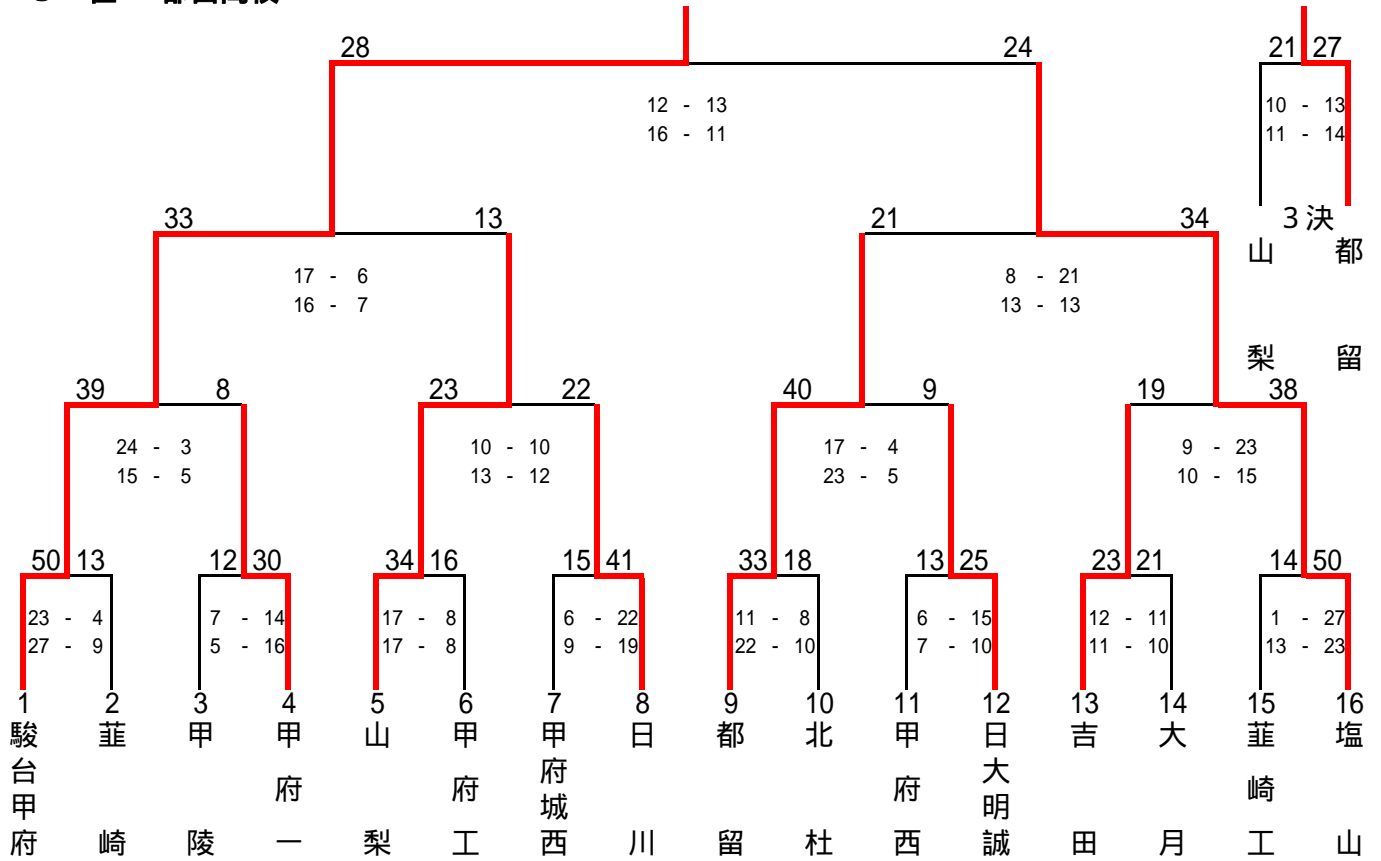 28 24 21 27
12 - 13 10 - 13
16 - 11 11 - 14
33 13 21 34 3決
17 - 6 8 - 21
16 - 7 13 - 13
山梨 都留
39 8 23 22 40 9 19 38
24 - 3 10 - 10 17 - 4 9 - 23
15 - 5 13 - 12 23 - 5 10 - 15
50 13 12 30 34 16 15 41 33 18 13 25 23 21 14 50
23 - 4 7 - 14 17 - 8 6 - 22 11 - 8 6 - 15 12 - 11 1 - 27
27 - 9 5 - 16 17 - 8 9 - 19 22 - 10 7 - 10 11 - 10 13 - 23
1 2 3 4 5 6 7 8 9 10 11 12 13 14 15 16
駿台甲府 韮崎 甲陵 甲府一 山梨 甲府工 甲府城西 日川 都留 北杜 甲府西 日大明誠 吉田 大月 韮崎工 塩山